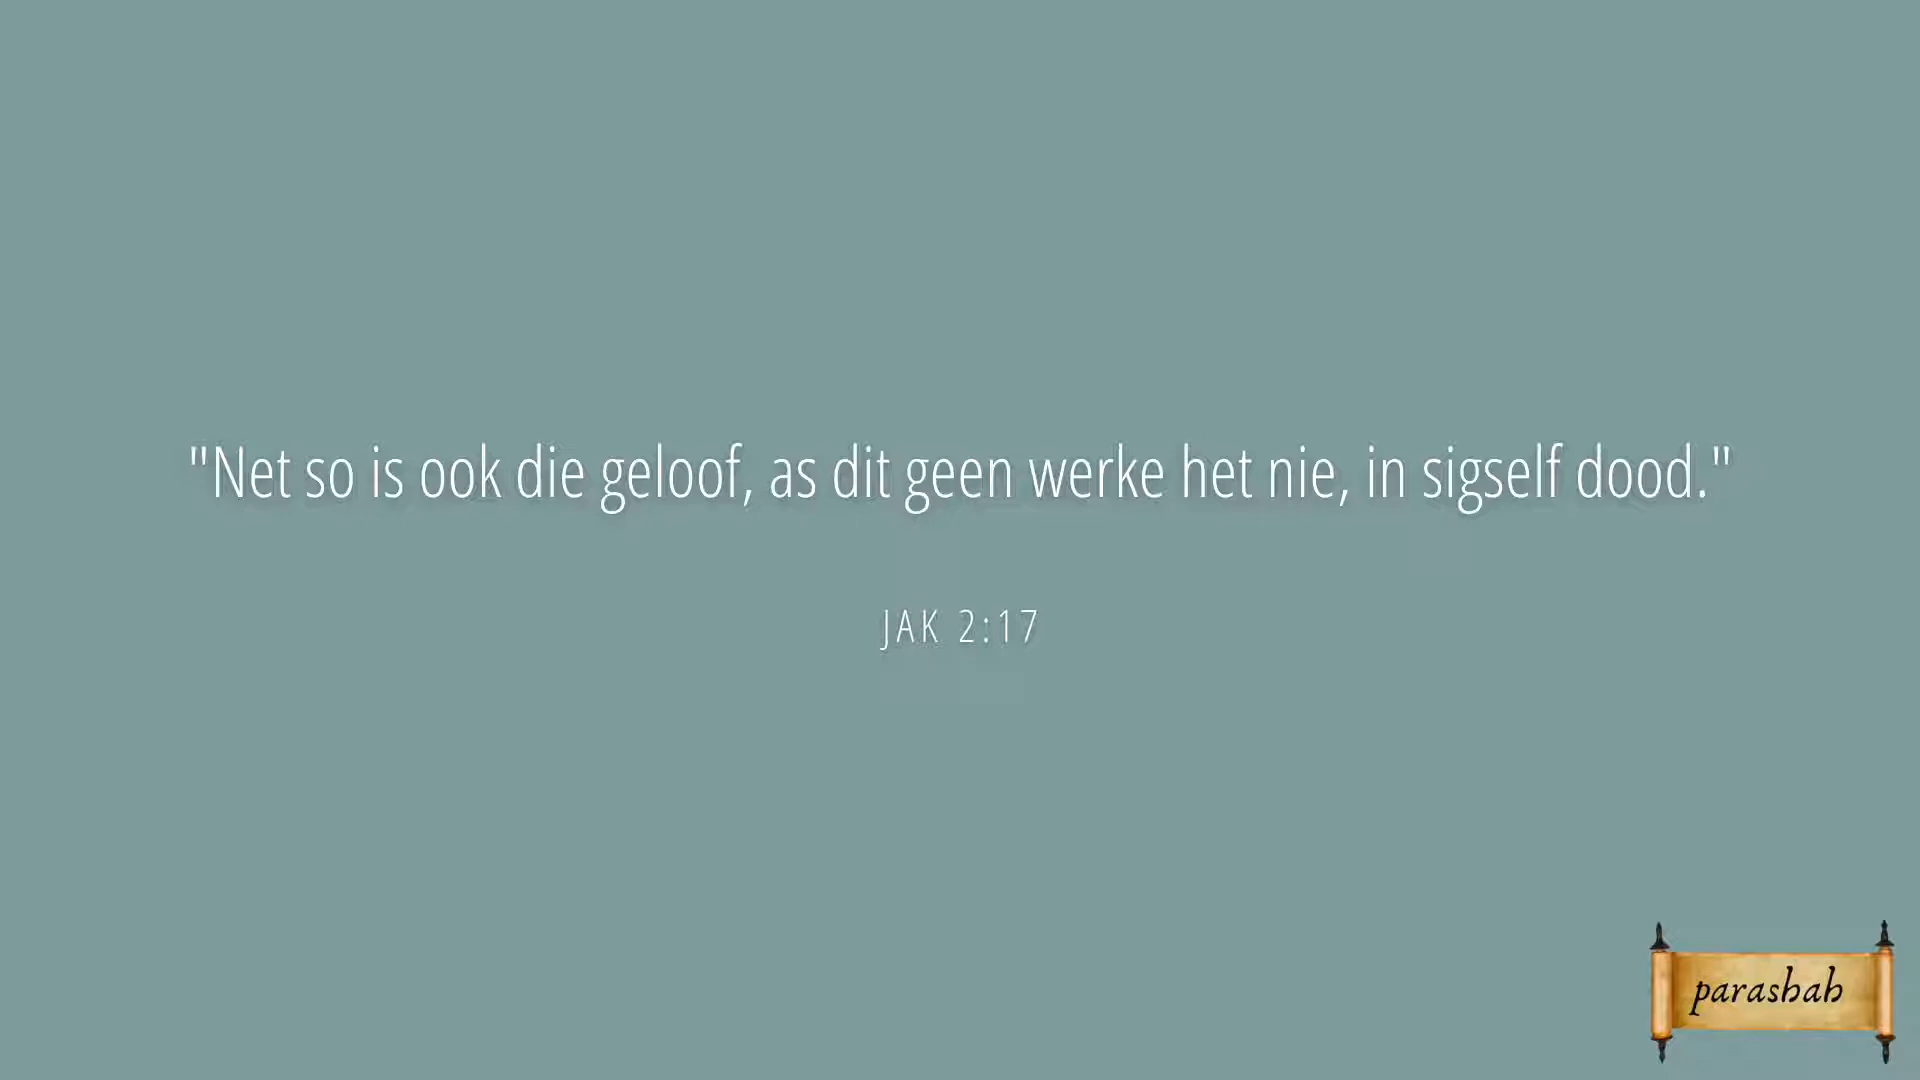 "Net so is ook die geloof, as dit geen werke het nie, in sigself dood."
JAK 2:17
parashah